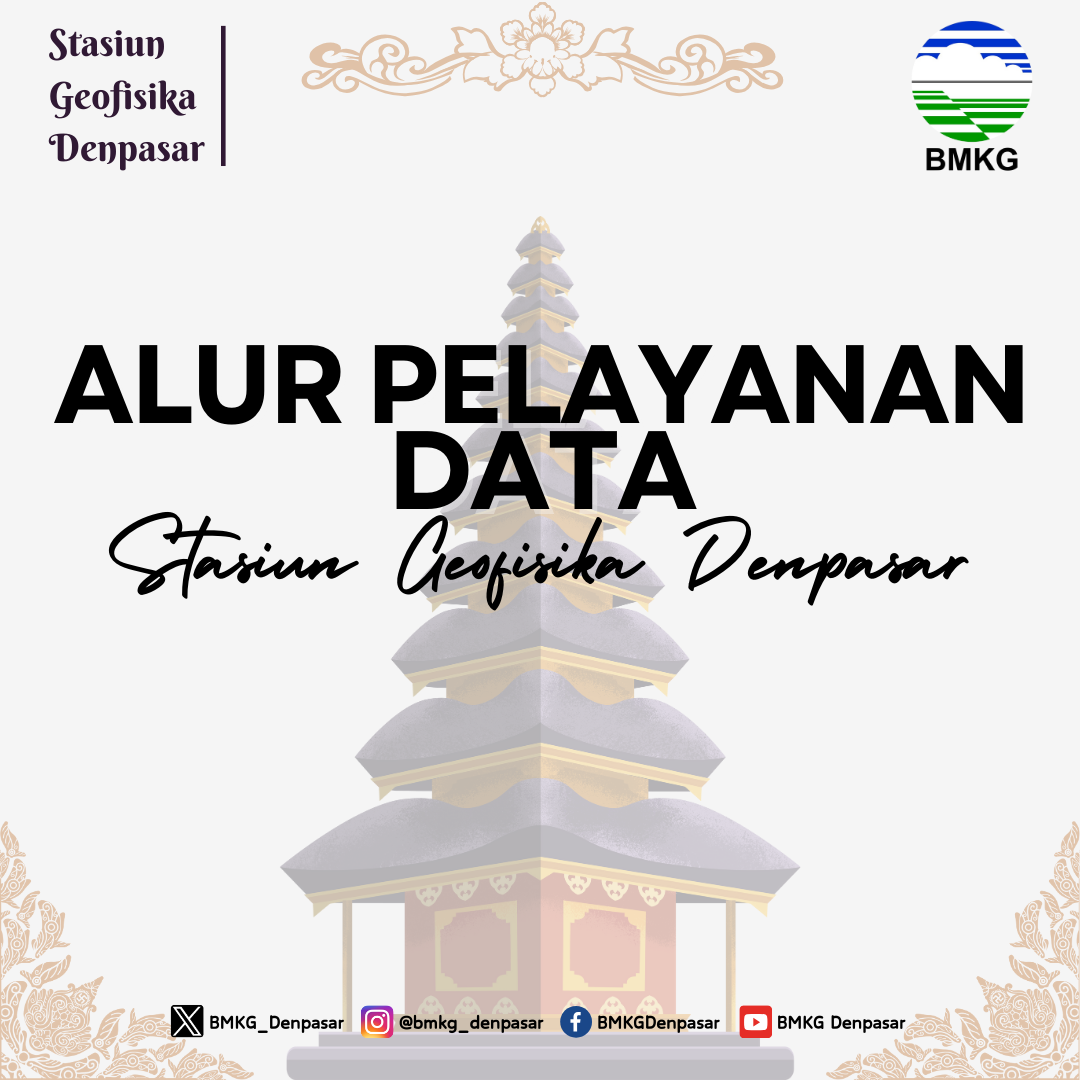 Stasiun
Geofisika
Denpasar
BMKG
ALUR PELAYANAN
DATA
Stasiun Geofisika Denpasar
BMKG_Denpasar @bmkg_denpasar BMKGDenpasar BMKG Denpasar